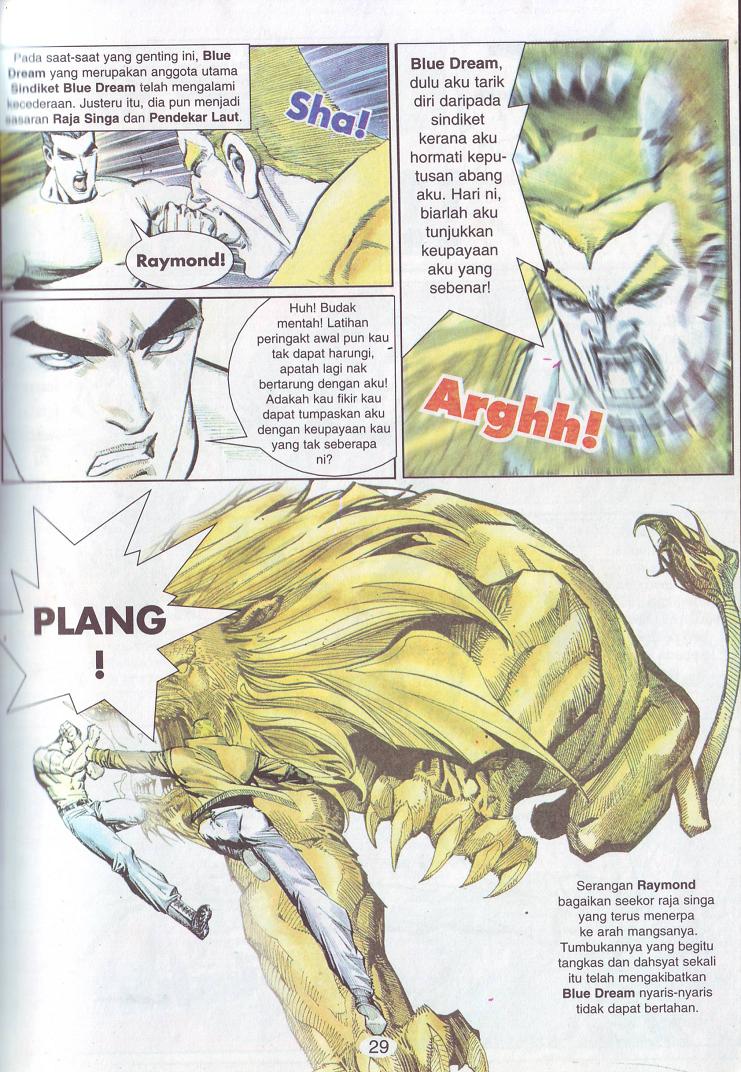 Pada saat-saat yang genting ini, Blue
Dream yang merupakan anggota utama
Sindiket Blue Dream telah mengalami
kecederaan. Justeru itu, dia pun menjadi
sasaran Raja Singa dan Pendekar Laut.
Sha!
Raymond!
Blue Dream,
dulu aku tarik
diri daripada
sindiket
kerana aku
hormati kepu-
tusan abang
aku. Hari ni,
biarlah aku
tunjukkan
keupayaan
aku yang
sebenar!
Arghh!
Huh! Budak
mentah! Latihan
peringakt awal pun kau
tak dapat harungi,
apatah lagi nak
bertarung dengan aku!
Adakah kau fikir kau
dapat tumpaskan aku
dengan keupayaan kau
yang tak seberapa
ni?
PLANG
!
Serangan Raymond
bagaikan seekor raja singa
yang terus menerpa
ke arah mangsanya.
Tumbukannya yang begitu
tangkas dan dahsyat sekali
itu telah mengakibatkan
Blue Dream nyaris-nyaris
tidak dapat bertahan.
29